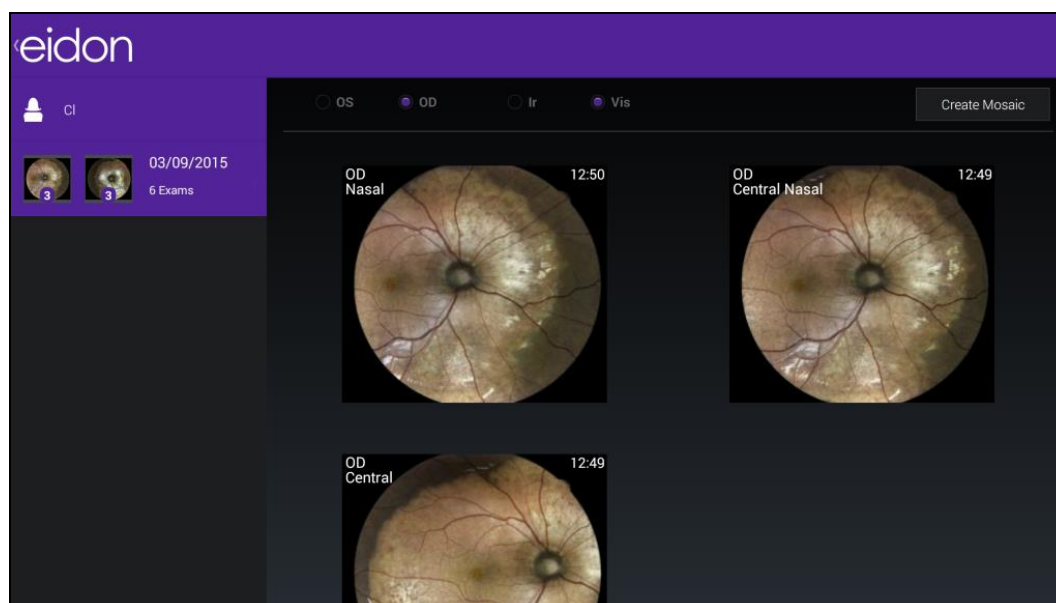 eidon
CI
OS
OD
Ir
Vis
Create Mosaic
3
3
03/09/2015
6 Exams
OD
Nasal
12:50
OD
Central Nasal
12:49
OD
Central
12:49